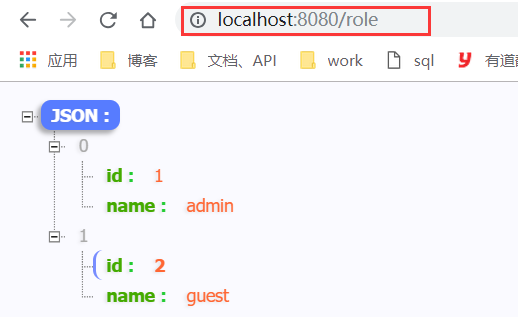 localhost:8080/role
应用 博客 文档、API work sql 有道
JSON :
0
id : 1
name : admin
1
id : 2
name : guest